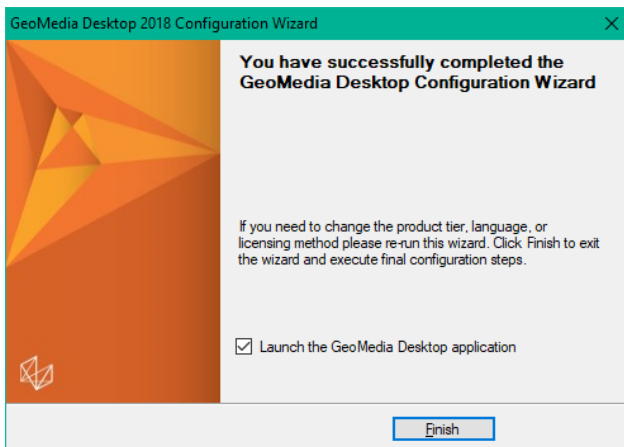 GeoMedia Desktop 2018 Configuration Wizard
You have successfully completed the
GeoMedia Desktop Configuration Wizard
If you need to change the product tier, language, or
licensing method please re-run this wizard. Click Finish to exit
the wizard and execute final configuration steps.
Launch the GeoMedia Desktop application
Finish